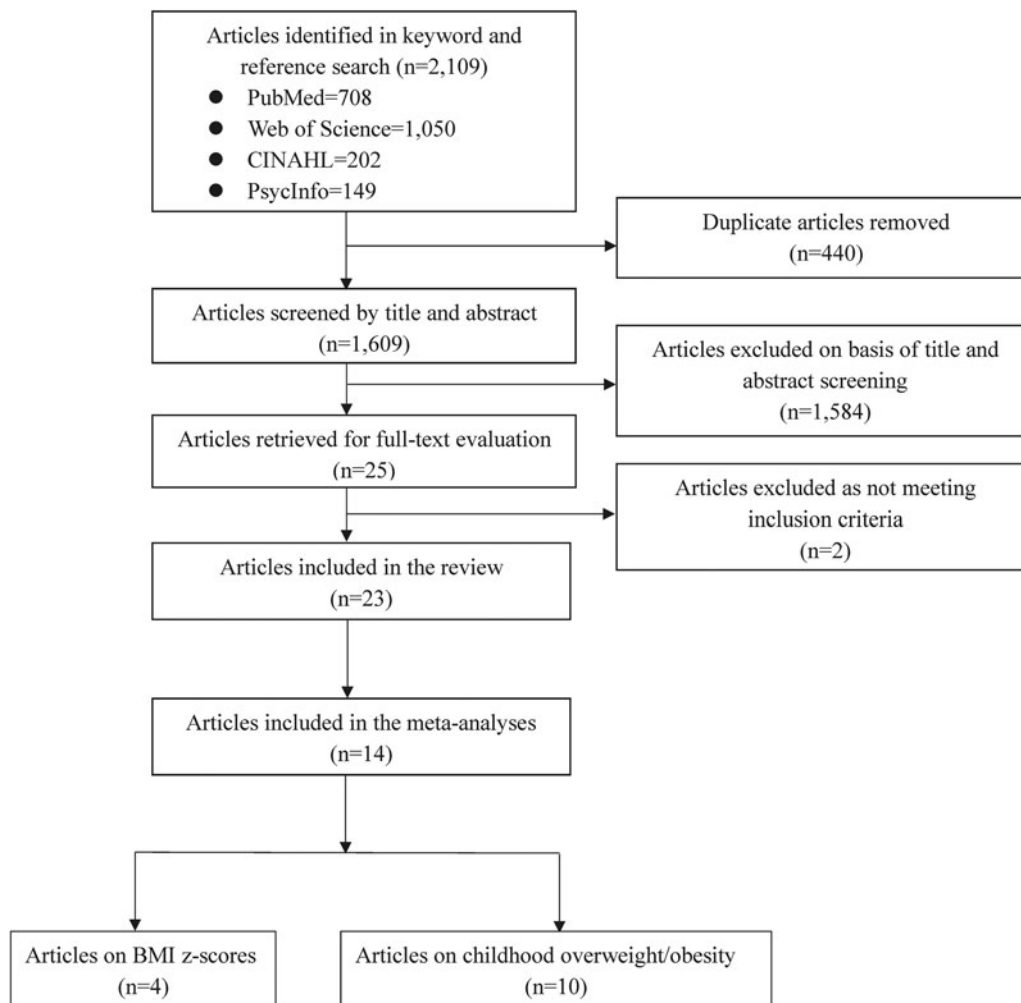 Articles identified in keyword and
reference search (n=2,109)
● PubMed=708
● Web of Science=1,050
● CINAHL=202
● PsycInfo=149
Duplicate articles removed
(n=440)
Articles screened by title and abstract
(n=1,609)
Articles excluded on basis of title and
abstract screening
(n=1,584)
Articles retrieved for full-text evaluation
(n=25)
Articles excluded as not meeting
inclusion criteria
(n=2)
Articles included in the review
(n=23)
Articles included in the meta-analyses
(n=14)
Articles on BMI z-scores
(n=4)
Articles on childhood overweight/obesity
(n=10)